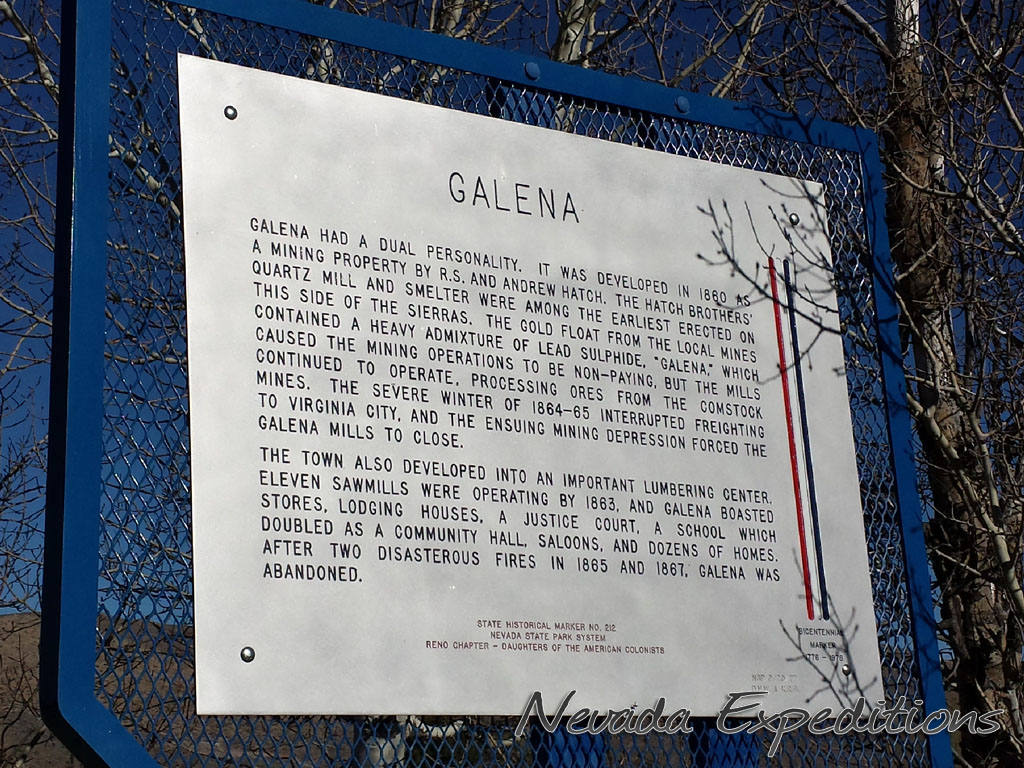 GALENA
GALENA HAD A DUAL PERSONALITY. IT WAS DEVELOPED IN 1860 AS
A MINING PROPERTY BY R.S. AND ANDREW HATCH. THE HATCH BROTHERS'
QUARTZ MILL AND SMELTER WERE AMONG THE EARLIEST ERECTED ON
THIS SIDE OF THE SIERRAS. THE GOLD FLOAT FROM THE LOCAL MINES
CONTAINED A HEAVY ADMIXTURE OF LEAD SULPHIDE, "GALENA," WHICH
CAUSED THE MINING OPERATIONS TO BE NON-PAYING, BUT THE MILLS
CONTINUED TO OPERATE, PROCESSING ORES FROM THE COMSTOCK
MINES. THE SEVERE WINTER OF 1864-65 INTERRUPTED FREIGHTING
TO VIRGINIA CITY, AND THE ENSUING MINING DEPRESSION FORCED THE
GALENA MILLS TO CLOSE.
THE TOWN ALSO DEVELOPED INTO AN IMPORTANT LUMBERING CENTER.
ELEVEN SAWMILLS WERE OPERATING BY 1863, AND GALENA BOASTED
STORES, LODGING HOUSES, A JUSTICE COURT, A SCHOOL WHICH
DOUBLED AS A COMMUNITY HALL, SALOONS, AND DOZENS OF HOMES.
AFTER TWO DISASTROUS FIRES IN 1865 AND 1867, GALENA WAS
ABANDONED.
STATE HISTORICAL MARKER NO. 212
NEVADA STATE PARK SYSTEM
RENO CHAPTER - DAUGHTERS OF THE AMERICAN COLONISTS
BICENTENNIAL
MARKER
1776 - 1976
Nevada Expeditions